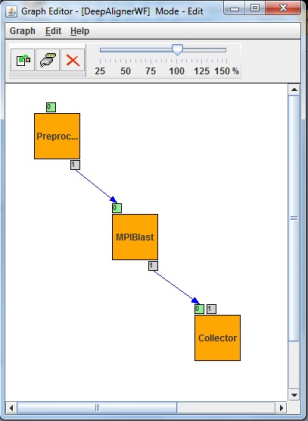 Graph Editor - [DeepAlignerWF] Mode - Edit
Graph Edit Help
25 50 75 100 125 150 %
0
Preproc...
1
0
MPIBlast
1
0 1
Collector